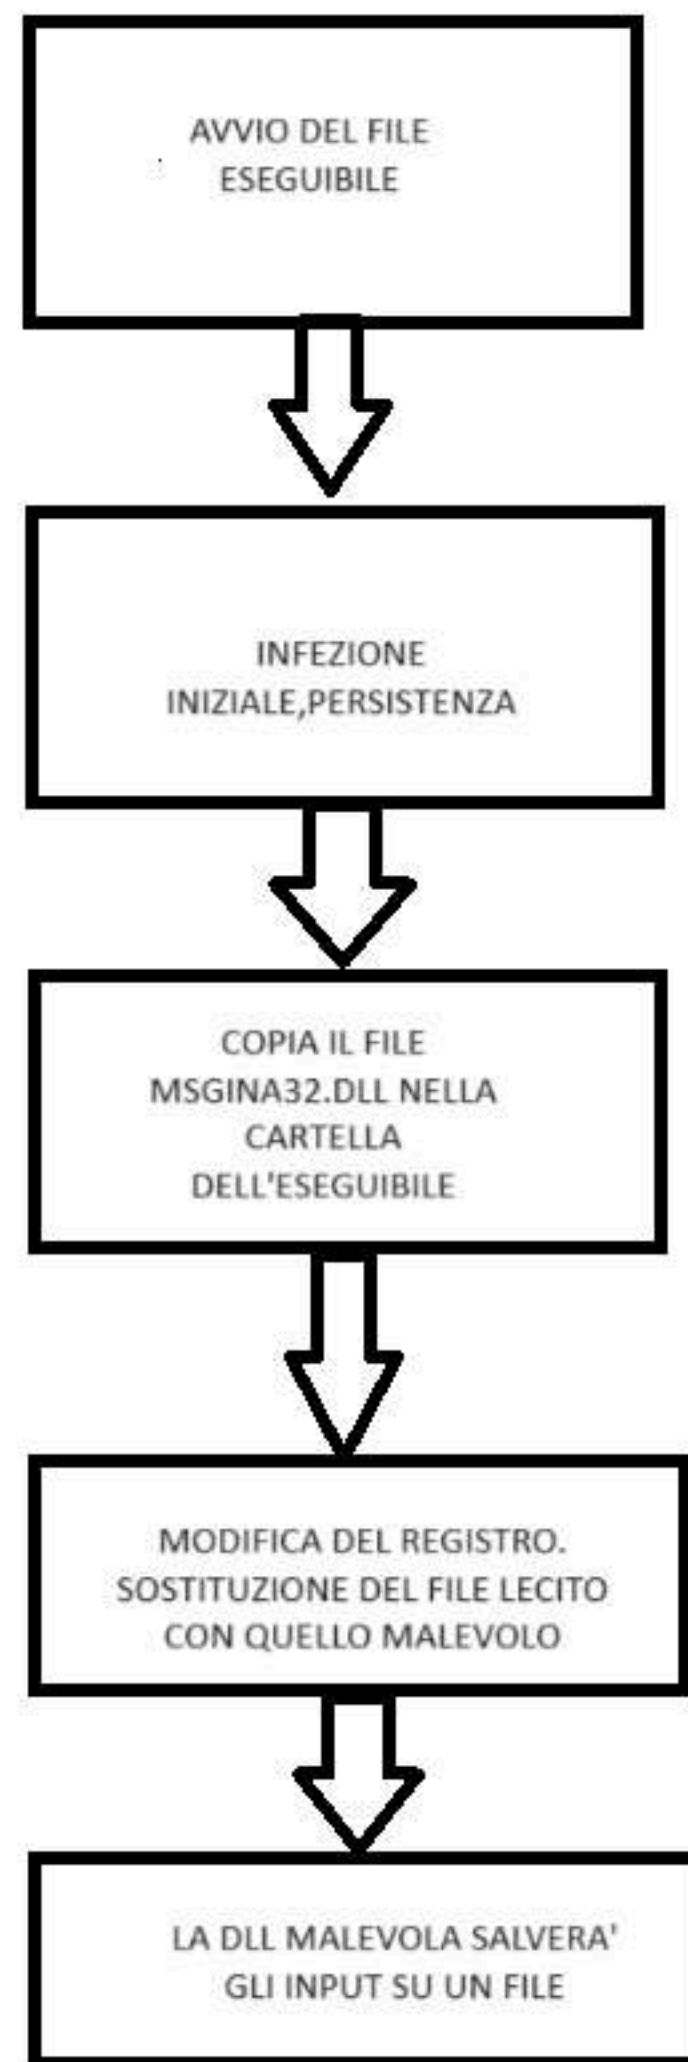 AVVIO DEL FILE
ESEGUIBILE
INFEZIONE
INIZIALE,PERSISTENZA
COPIA IL FILE
MSGINA32.DLL NELLA
CARTELLA
DELL'ESEGUIBILE
MODIFICA DEL REGISTRO.
SOSTITUZIONE DEL FILE LECITO
CON QUELLO MALEVOLO
LA DLL MALEVOLA SALVERA'
GLI INPUT SU UN FILE